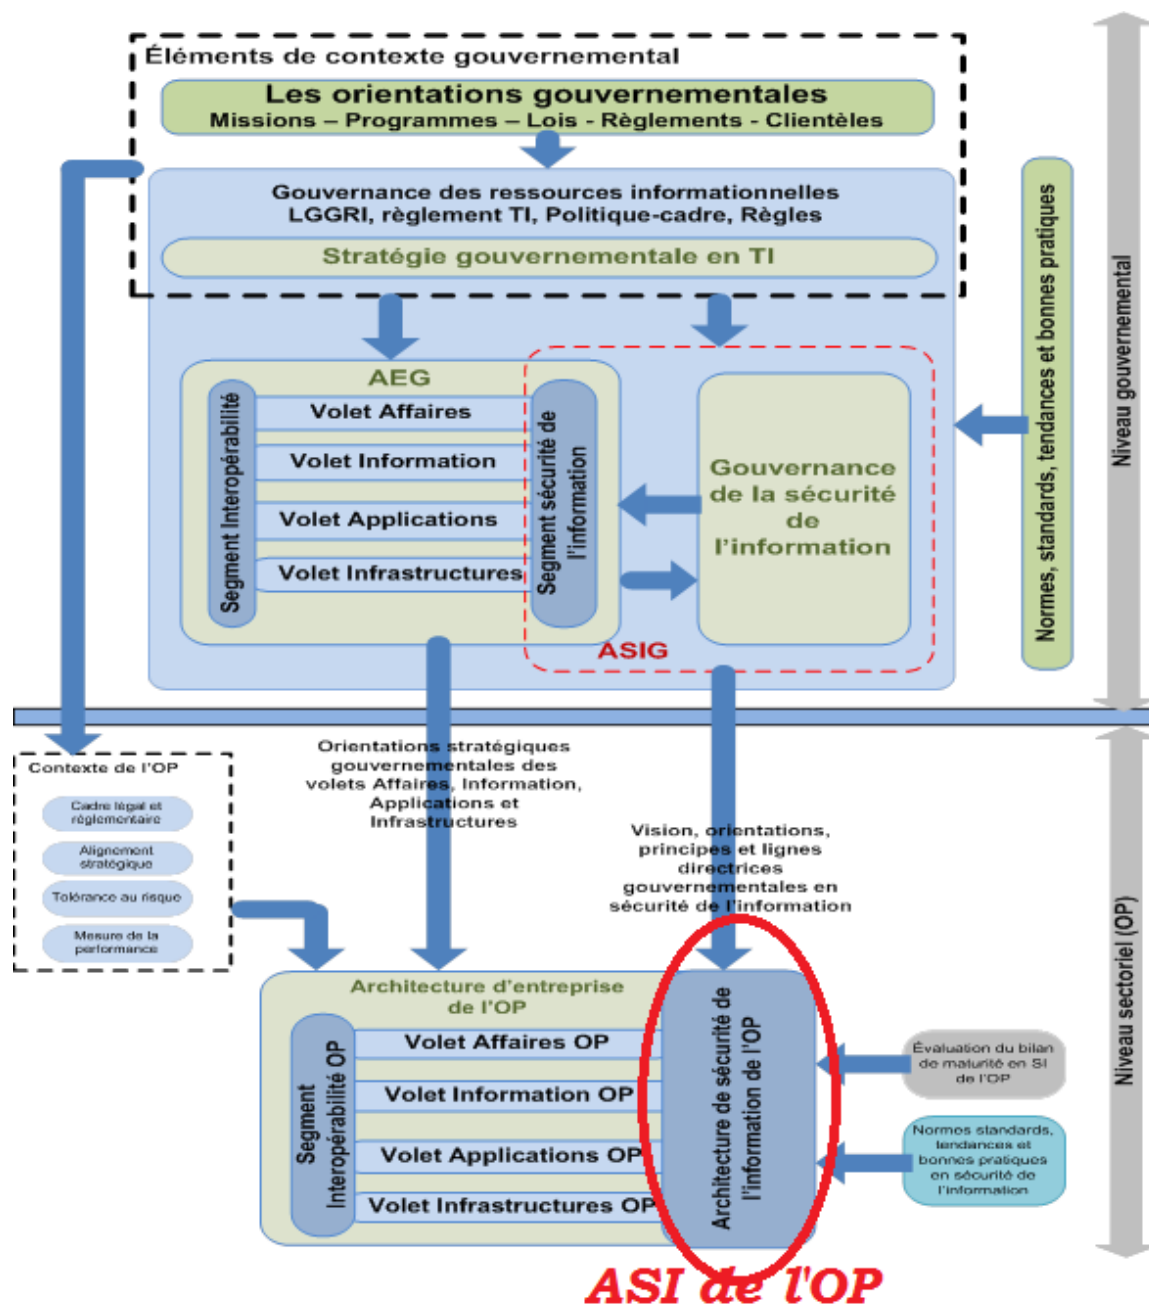 Éléments de contexte gouvernemental
Les orientations gouvernementales
Missions – Programmes – Lois - Règlements - Clientèles
Gouvernance des ressources informationnelles
LGGRI, règlement TI, Politique-cadre, Règles
Stratégie gouvernementale en TI
AEG
Segment Interopérabilité
Volet Affaires
Volet Information
Volet Applications
Volet Infrastructures
Segment sécurité de
l'information
Gouvernance
de la sécurité
de
l'information
ASIG
Normes, standards, tendances et bonnes pratiques
Niveau gouvernemental
Contexte de l'OP
Cadre légal et
règlementaire
Alignement
stratégique
Tolérance au risque
Mesure de la
performance
Orientations stratégiques
gouvernementales des
volets Affaires, Information,
Applications et
Infrastructures
Vision, orientations,
principes et lignes
directrices
gouvernementales en
sécurité de l'information
Architecture d'entreprise
de l'OP
Segment
Interopérabilité OP
Volet Affaires OP
Volet Information OP
Volet Applications OP
Volet Infrastructures OP
Architecture de sécurité de
l'information de l'OP
Évaluation du bilan
de maturité en SI
de l'OP
Normes standards,
tendances et
bonnes pratiques
en sécurité de
l'information
Niveau sectoriel (OP)
ASI de l'OP